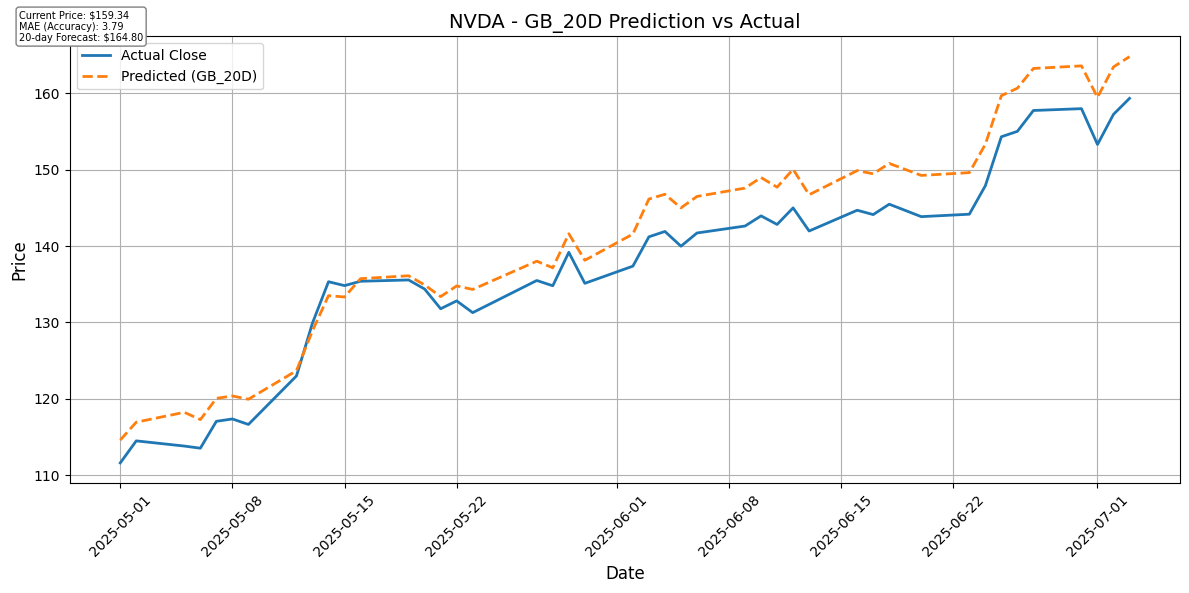 Current Price: $159.34
MAE (Accuracy): 3.79
20-day Forecast: $164.80
NVDA - GB_20D Prediction vs Actual
Actual Close
Predicted (GB_20D)
Price
160
150
140
130
120
110
2025-05-01
2025-05-08
2025-05-15
2025-05-22
2025-06-01
2025-06-08
2025-06-15
2025-06-22
2025-07-01
Date